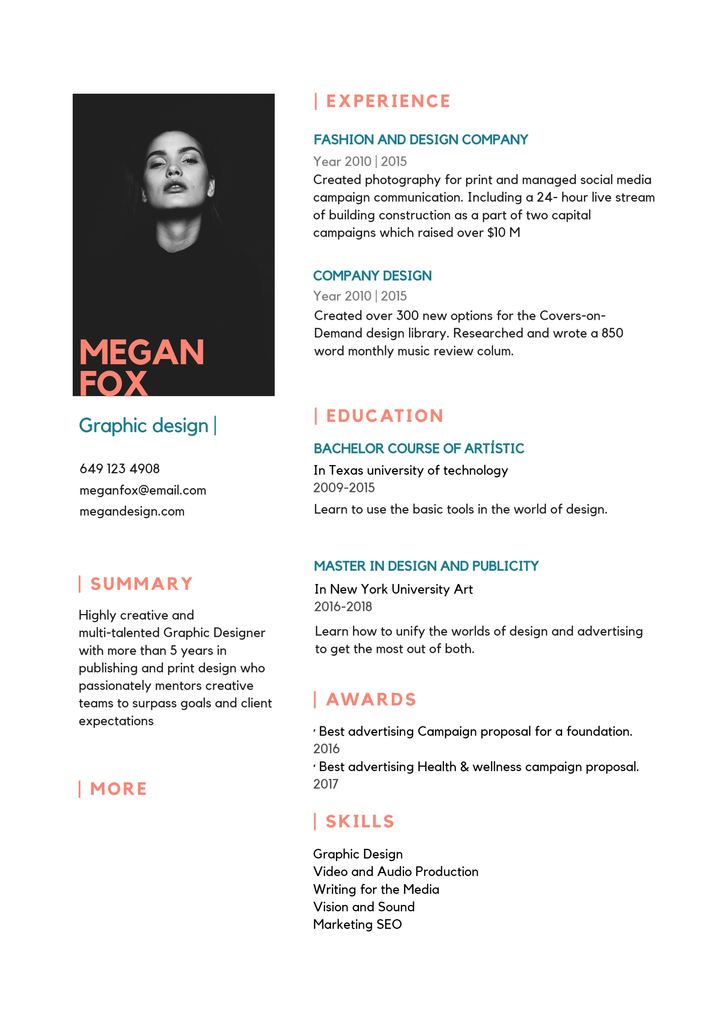 MEGAN
FOX
Graphic design |
649 123 4908
meganfox@email.com
megandesign.com
| SUMMARY
Highly creative and
multi-talented Graphic Designer
with more than 5 years in
publishing and print design who
passionately mentors creative
teams to surpass goals and client
expectations
| MORE
| EXPERIENCE
FASHION AND DESIGN COMPANY
Year 2010 | 2015
Created photography for print and managed social media
campaign communication. Including a 24- hour live stream
of building construction as a part of two capital
campaigns which raised over $10 M
COMPANY DESIGN
Year 2010 | 2015
Created over 300 new options for the Covers-on-
Demand design library. Researched and wrote a 850
word monthly music review colum.
| EDUCATION
BACHELOR COURSE OF ARTÍSTIC
In Texas university of technology
2009-2015
Learn to use the basic tools in the world of design.
MASTER IN DESIGN AND PUBLICITY
In New York University Art
2016-2018
Learn how to unify the worlds of design and advertising
to get the most out of both.
| AWARDS
· Best advertising Campaign proposal for a foundation.
2016
· Best advertising Health & wellness campaign proposal.
2017
| SKILLS
Graphic Design
Video and Audio Production
Writing for the Media
Vision and Sound
Marketing SEO